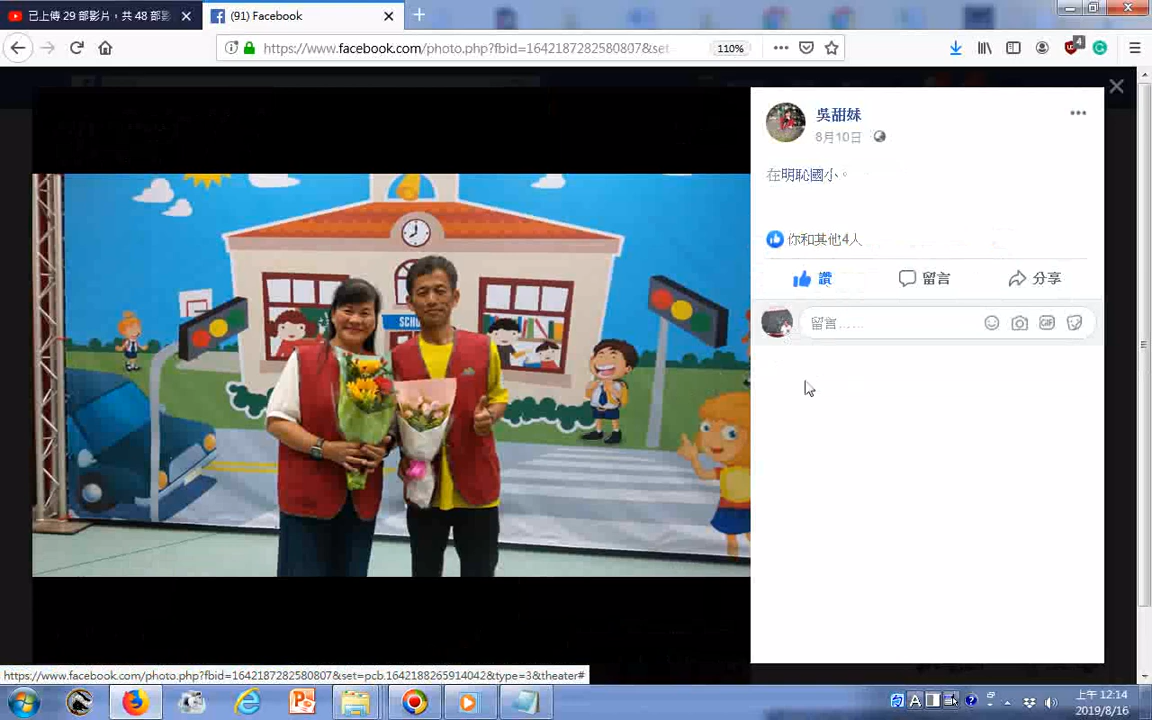 已上傳 29 部影片，共 48 部影
(91) Facebook
https://www.facebook.com/photo.php?fbid=1642187282580807&set
110%
4
吳甜妹
8月10日
在明恥國小。
你和其他4人
讚
留言
分享
留言……
GIF
SCHO
https://www.facebook.com/photo.php?fbid=1642187282580807&set=pcb.1642188265914042&type=3&theater#
上午 12:14
2019/8/16